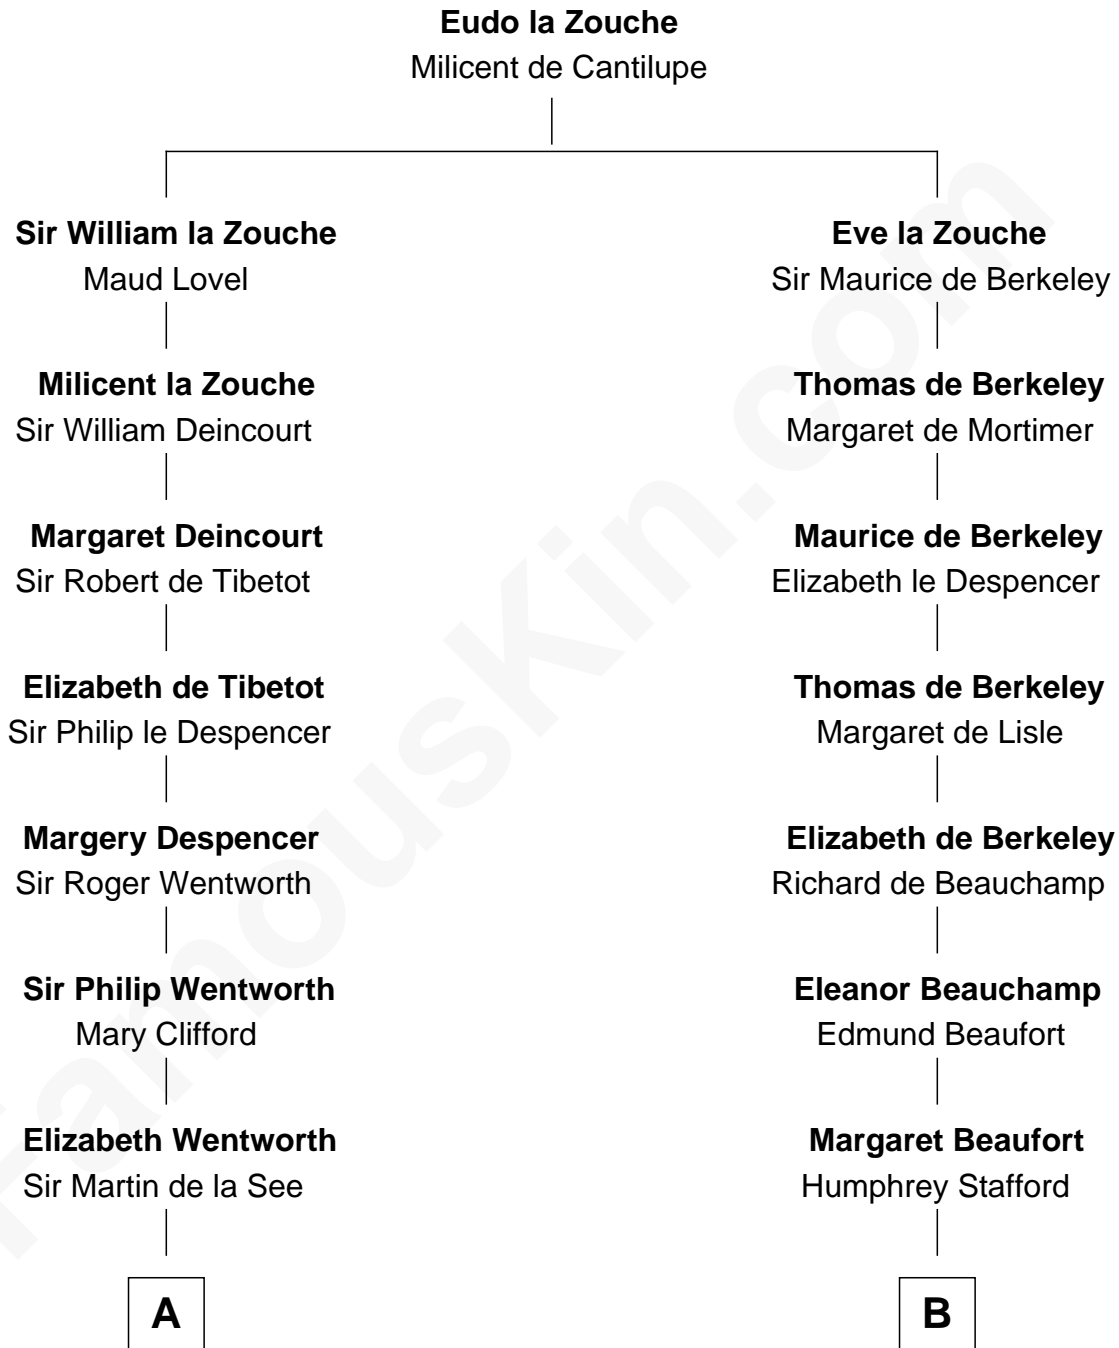 Eudo la Zouche
Milicent de Cantilupe
Sir William la Zouche
Maud Lovel
Milicent la Zouche
Sir William Deincourt
Margaret Deincourt
Sir Robert de Tibetot
Elizabeth de Tibetot
Sir Philip le Despencer
Margery Despencer
Sir Roger Wentworth
Sir Philip Wentworth
Mary Clifford
Elizabeth Wentworth
Sir Martin de la See
A
Eve la Zouche
Sir Maurice de Berkeley
Thomas de Berkeley
Margaret de Mortimer
Maurice de Berkeley
Elizabeth le Despencer
Thomas de Berkeley
Margaret de Lisle
Elizabeth de Berkeley
Richard de Beauchamp
Eleanor Beauchamp
Edmund Beaufort
Margaret Beaufort
Humphrey Stafford
B
FamousKin.com